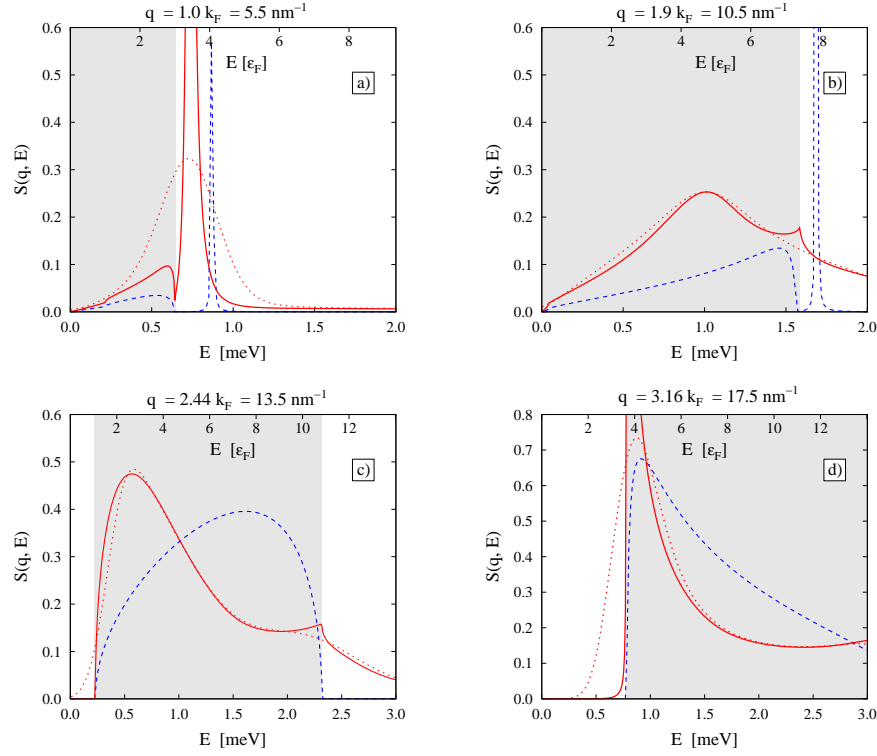 q = 1.0 k_F = 5.5 nm⁻¹
2 4 6 8
E [ε_F]
a)
S(q, E)
0.6
0.5
0.4
0.3
0.2
0.1
0.0
0.0 0.5 1.0 1.5 2.0
E [meV]
q = 1.9 k_F = 10.5 nm⁻¹
0 2 4 6 8
E [ε_F]
b)
S(q, E)
0.6
0.5
0.4
0.3
0.2
0.1
0.0
0.0 0.5 1.0 1.5 2.0
E [meV]
q = 2.44 k_F = 13.5 nm⁻¹
2 4 6 8 10 12
E [ε_F]
c)
S(q, E)
0.6
0.5
0.4
0.3
0.2
0.1
0.0
0.0 0.5 1.0 1.5 2.0 2.5 3.0
E [meV]
q = 3.16 k_F = 17.5 nm⁻¹
2 4 6 8 10 12
E [ε_F]
d)
S(q, E)
0.8
0.7
0.6
0.5
0.4
0.3
0.2
0.1
0.0
0.0 0.5 1.0 1.5 2.0 2.5 3.0
E [meV]